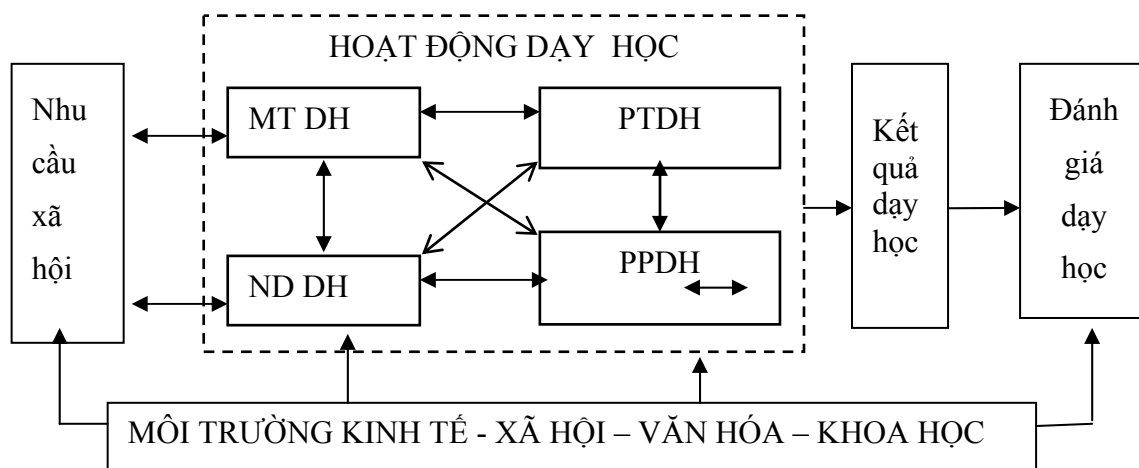 HOẠT ĐỘNG DẠY HỌC
Nhu
cầu
xã
hội
MT DH
PTDH
ND DH
PPDH
Kết
quả
dạy
học
Đánh
giá
dạy
học
MÔI TRƯỜNG KINH TẾ - XÃ HỘI – VĂN HÓA – KHOA HỌC